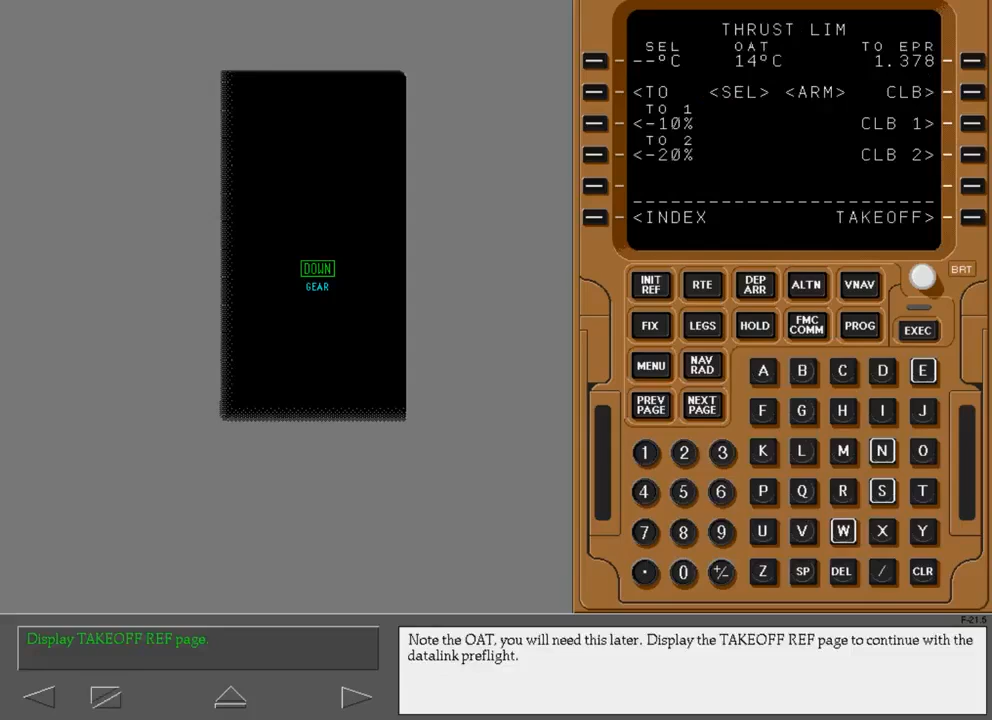 THRUST LIM
SEL OAT TO EPR
--°C 14°C 1.378
<TO <SEL> <ARM> CLB>
TO 1
<-10% CLB 1>
TO 2
<-20% CLB 2>
<INDEX TAKEOFF>
DOWN
GEAR
BRT
INIT REF RTE DEP ARR ALTN VNAV
FIX LEGS HOLD FMC COMM PROG EXEC
MENU NAV RAD
PREV PAGE NEXT PAGE
A B C D E
F G H I J
1 2 3 K L M N O
4 5 6 P Q R S T
7 8 9 U V W X Y
. 0 +/- Z SP DEL / CLR
F-21.5
Display TAKEOFF REF page.
Note the OAT, you will need this later. Display the TAKEOFF REF page to continue with the
datalink preflight.